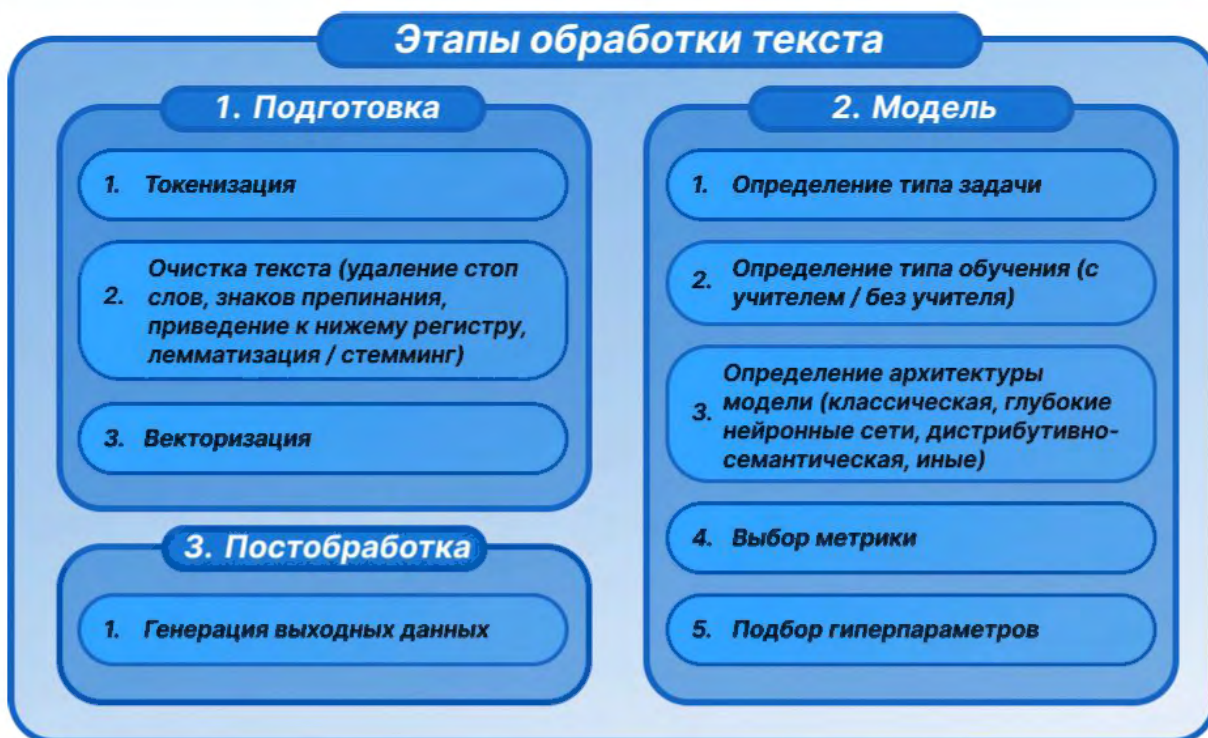 Этапы обработки текста
1. Подготовка
1. Токенизация
2. Очистка текста (удаление стоп
слов, знаков препинания,
приведение к нижему регистру,
лемматизация / стемминг)
3. Векторизация
2. Модель
1. Определение типа задачи
2. Определение типа обучения (с
учителем / без учителя)
3. Определение архитектуры
модели (классическая, глубокие
нейронные сети, дистрибутивно-
семантическая, иные)
4. Выбор метрики
5. Подбор гиперпараметров
3. Постобработка
1. Генерация выходных данных